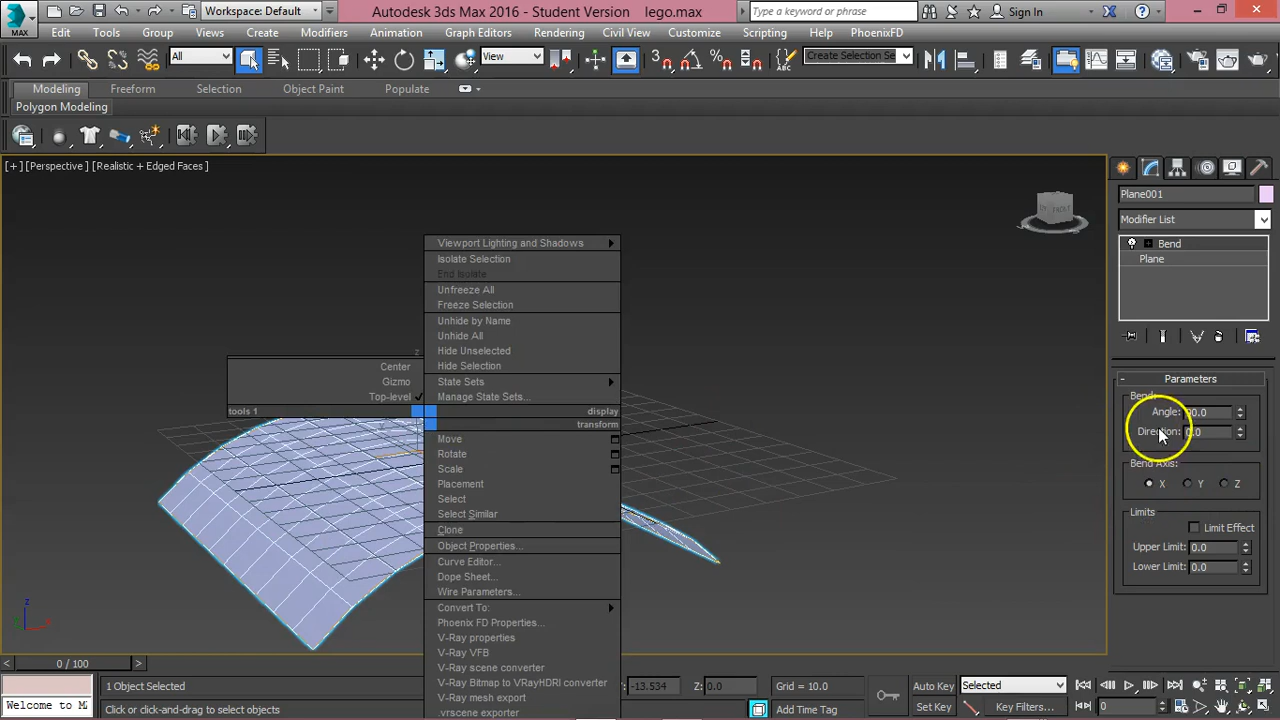 MAX
Workspace: Default
Autodesk 3ds Max 2016 - Student Version lego.max
Type a keyword or phrase
Sign In
Edit Tools Group Views Create Modifiers Animation Graph Editors Rendering Civil View Customize Scripting Help PhoenixFD
All
View
3
Create Selection Se
Modeling Freeform Selection Object Paint Populate
Polygon Modeling
[+] [Perspective] [Realistic + Edged Faces]
FRONT
Plane001
Modifier List
Bend
Plane
Viewport Lighting and Shadows
Isolate Selection
End Isolate
Unfreeze All
Freeze Selection
Unhide by Name
Unhide All
Hide Unselected
Hide Selection
State Sets
Manage State Sets...
Center
Gizmo
Top-level
tools 1
display
transform
Move
Rotate
Scale
Placement
Select
Select Similar
Clone
Object Properties...
Curve Editor...
Dope Sheet...
Wire Parameters...
Convert To:
Phoenix FD Properties...
V-Ray properties
V-Ray VFB
V-Ray scene converter
V-Ray Bitmap to VRayHDRI converter
V-Ray mesh export
.vrscene exporter
z
z
x
- Parameters
Bend:
Angle: 90.0
Direction: 0.0
Bend Axis:
X Y Z
Limits
Limit Effect
Upper Limit: 0.0
Lower Limit: 0.0
< 0 / 100 >
1 Object Selected
Y: -13.534 Z: 0.0
Grid = 10.0
Auto Key
Selected
Welcome to M
Click or click-and-drag to select objects
Add Time Tag
Set Key
Key Filters...
0